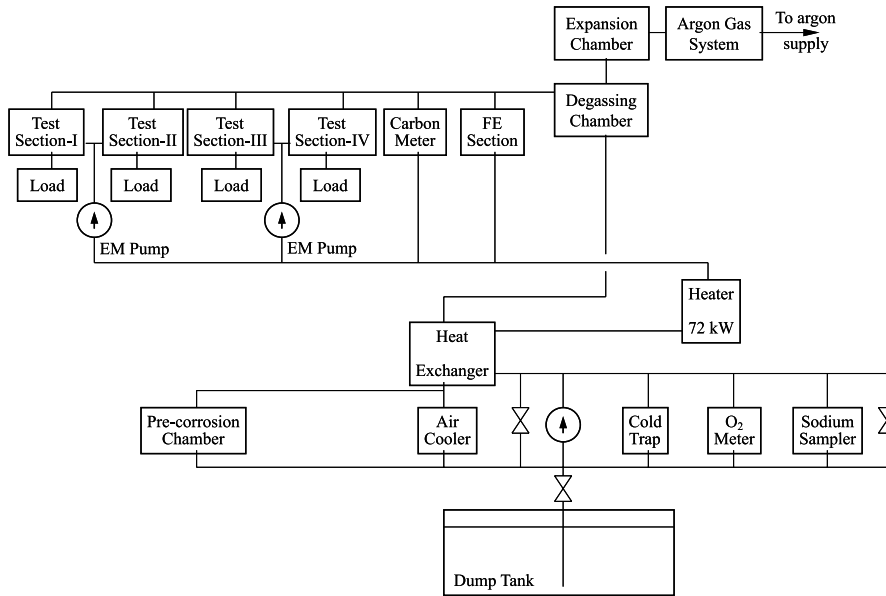 Expansion
Chamber
Argon Gas
System
To argon
supply
Degassing
Chamber
Test
Section-I
Test
Section-II
Test
Section-III
Test
Section-IV
Carbon
Meter
FE
Section
Load
Load
Load
Load
EM Pump
EM Pump
Heater
72 kW
Heat
Exchanger
Pre-corrosion
Chamber
Air
Cooler
Cold
Trap
O₂
Meter
Sodium
Sampler
Dump Tank